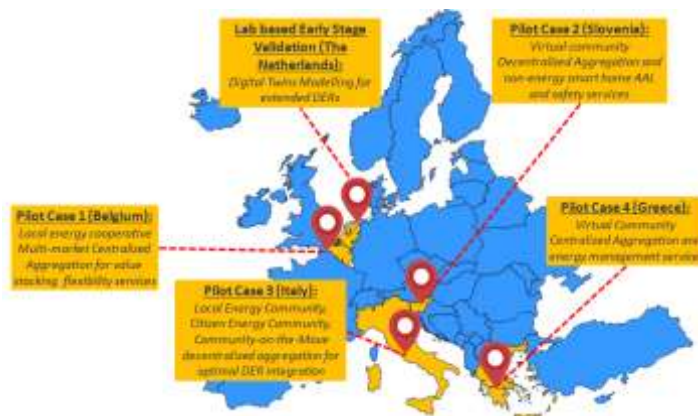 Lab based Early Stage
Validation (The
Netherlands):
Digital Twins Modelling for
extended DERs
Pilot Case 2 (Slovenia):
Virtual community
Decentralised Aggregation and
non-energy smart home AAL
and safety services
Pilot Case 1 (Belgium):
Local energy cooperative
Multi-market Centralized
Aggregation for value
stacking flexibility services
Pilot Case 4 (Greece):
Virtual Community
Centralized Aggregation and
energy management service
Pilot Case 3 (Italy):
Local Energy Community,
Citizen Energy Community,
Community-on the-Move
decentralized aggregation for
optimal DER integration